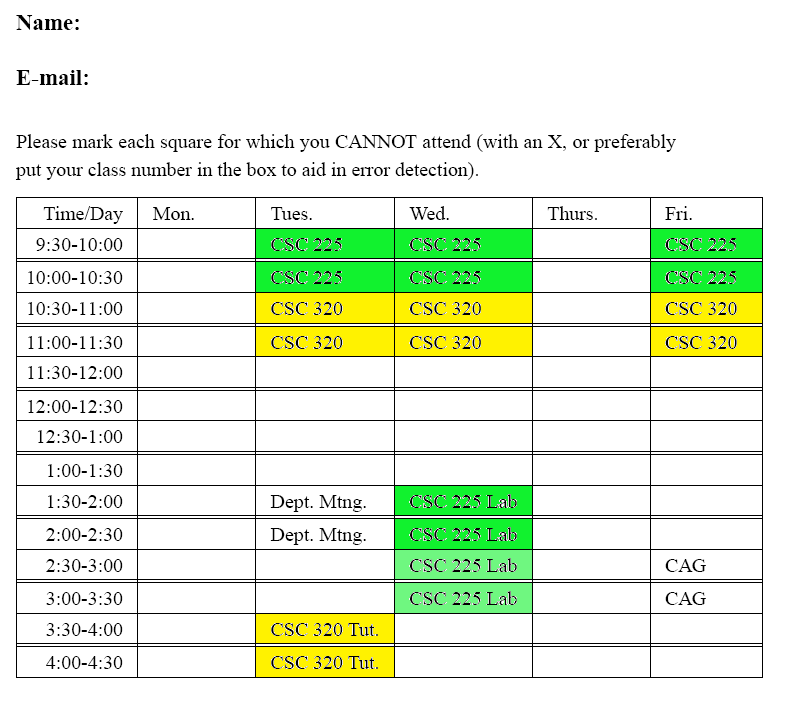 Name:
E-mail:
Please mark each square for which you CANNOT attend (with an X, or preferably
put your class number in the box to aid in error detection).
Time/Day Mon. Tues. Wed. Thurs. Fri.
9:30-10:00 CSC 225 CSC 225 CSC 225
10:00-10:30 CSC 225 CSC 225 CSC 225
10:30-11:00 CSC 320 CSC 320 CSC 320
11:00-11:30 CSC 320 CSC 320 CSC 320
11:30-12:00
12:00-12:30
12:30-1:00
1:00-1:30
1:30-2:00 Dept. Mtng. CSC 225 Lab
2:00-2:30 Dept. Mtng. CSC 225 Lab
2:30-3:00 CSC 225 Lab CAG
3:00-3:30 CSC 225 Lab CAG
3:30-4:00 CSC 320 Tut.
4:00-4:30 CSC 320 Tut.